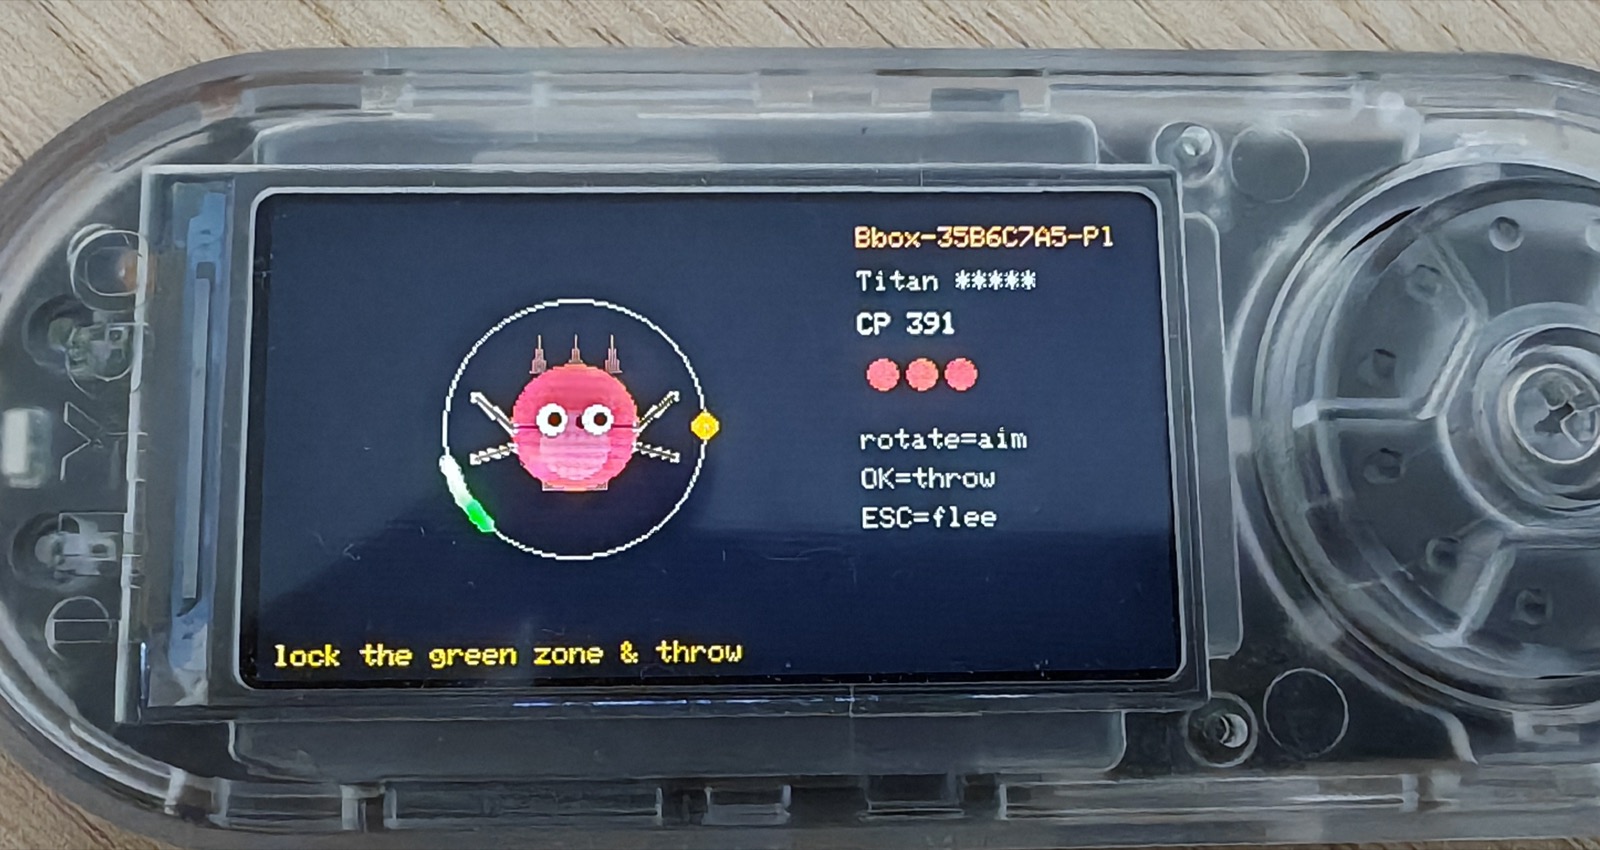 Bbox-35B6C7A5-P1
Titan *****
CP 391
rotate=aim
OK=throw
ESC=flee
lock the green zone & throw